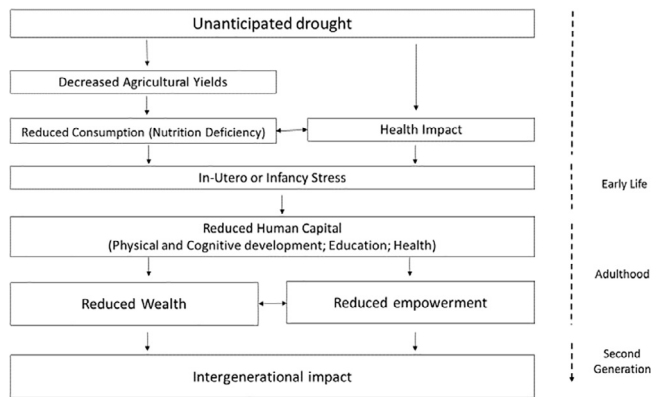 Unanticipated drought
Decreased Agricultural Yields
Reduced Consumption (Nutrition Deficiency)
Health Impact
In-Utero or Infancy Stress
Early Life
Reduced Human Capital
(Physical and Cognitive development; Education; Health)
Adulthood
Reduced Wealth
Reduced empowerment
Second
Generation
Intergenerational impact